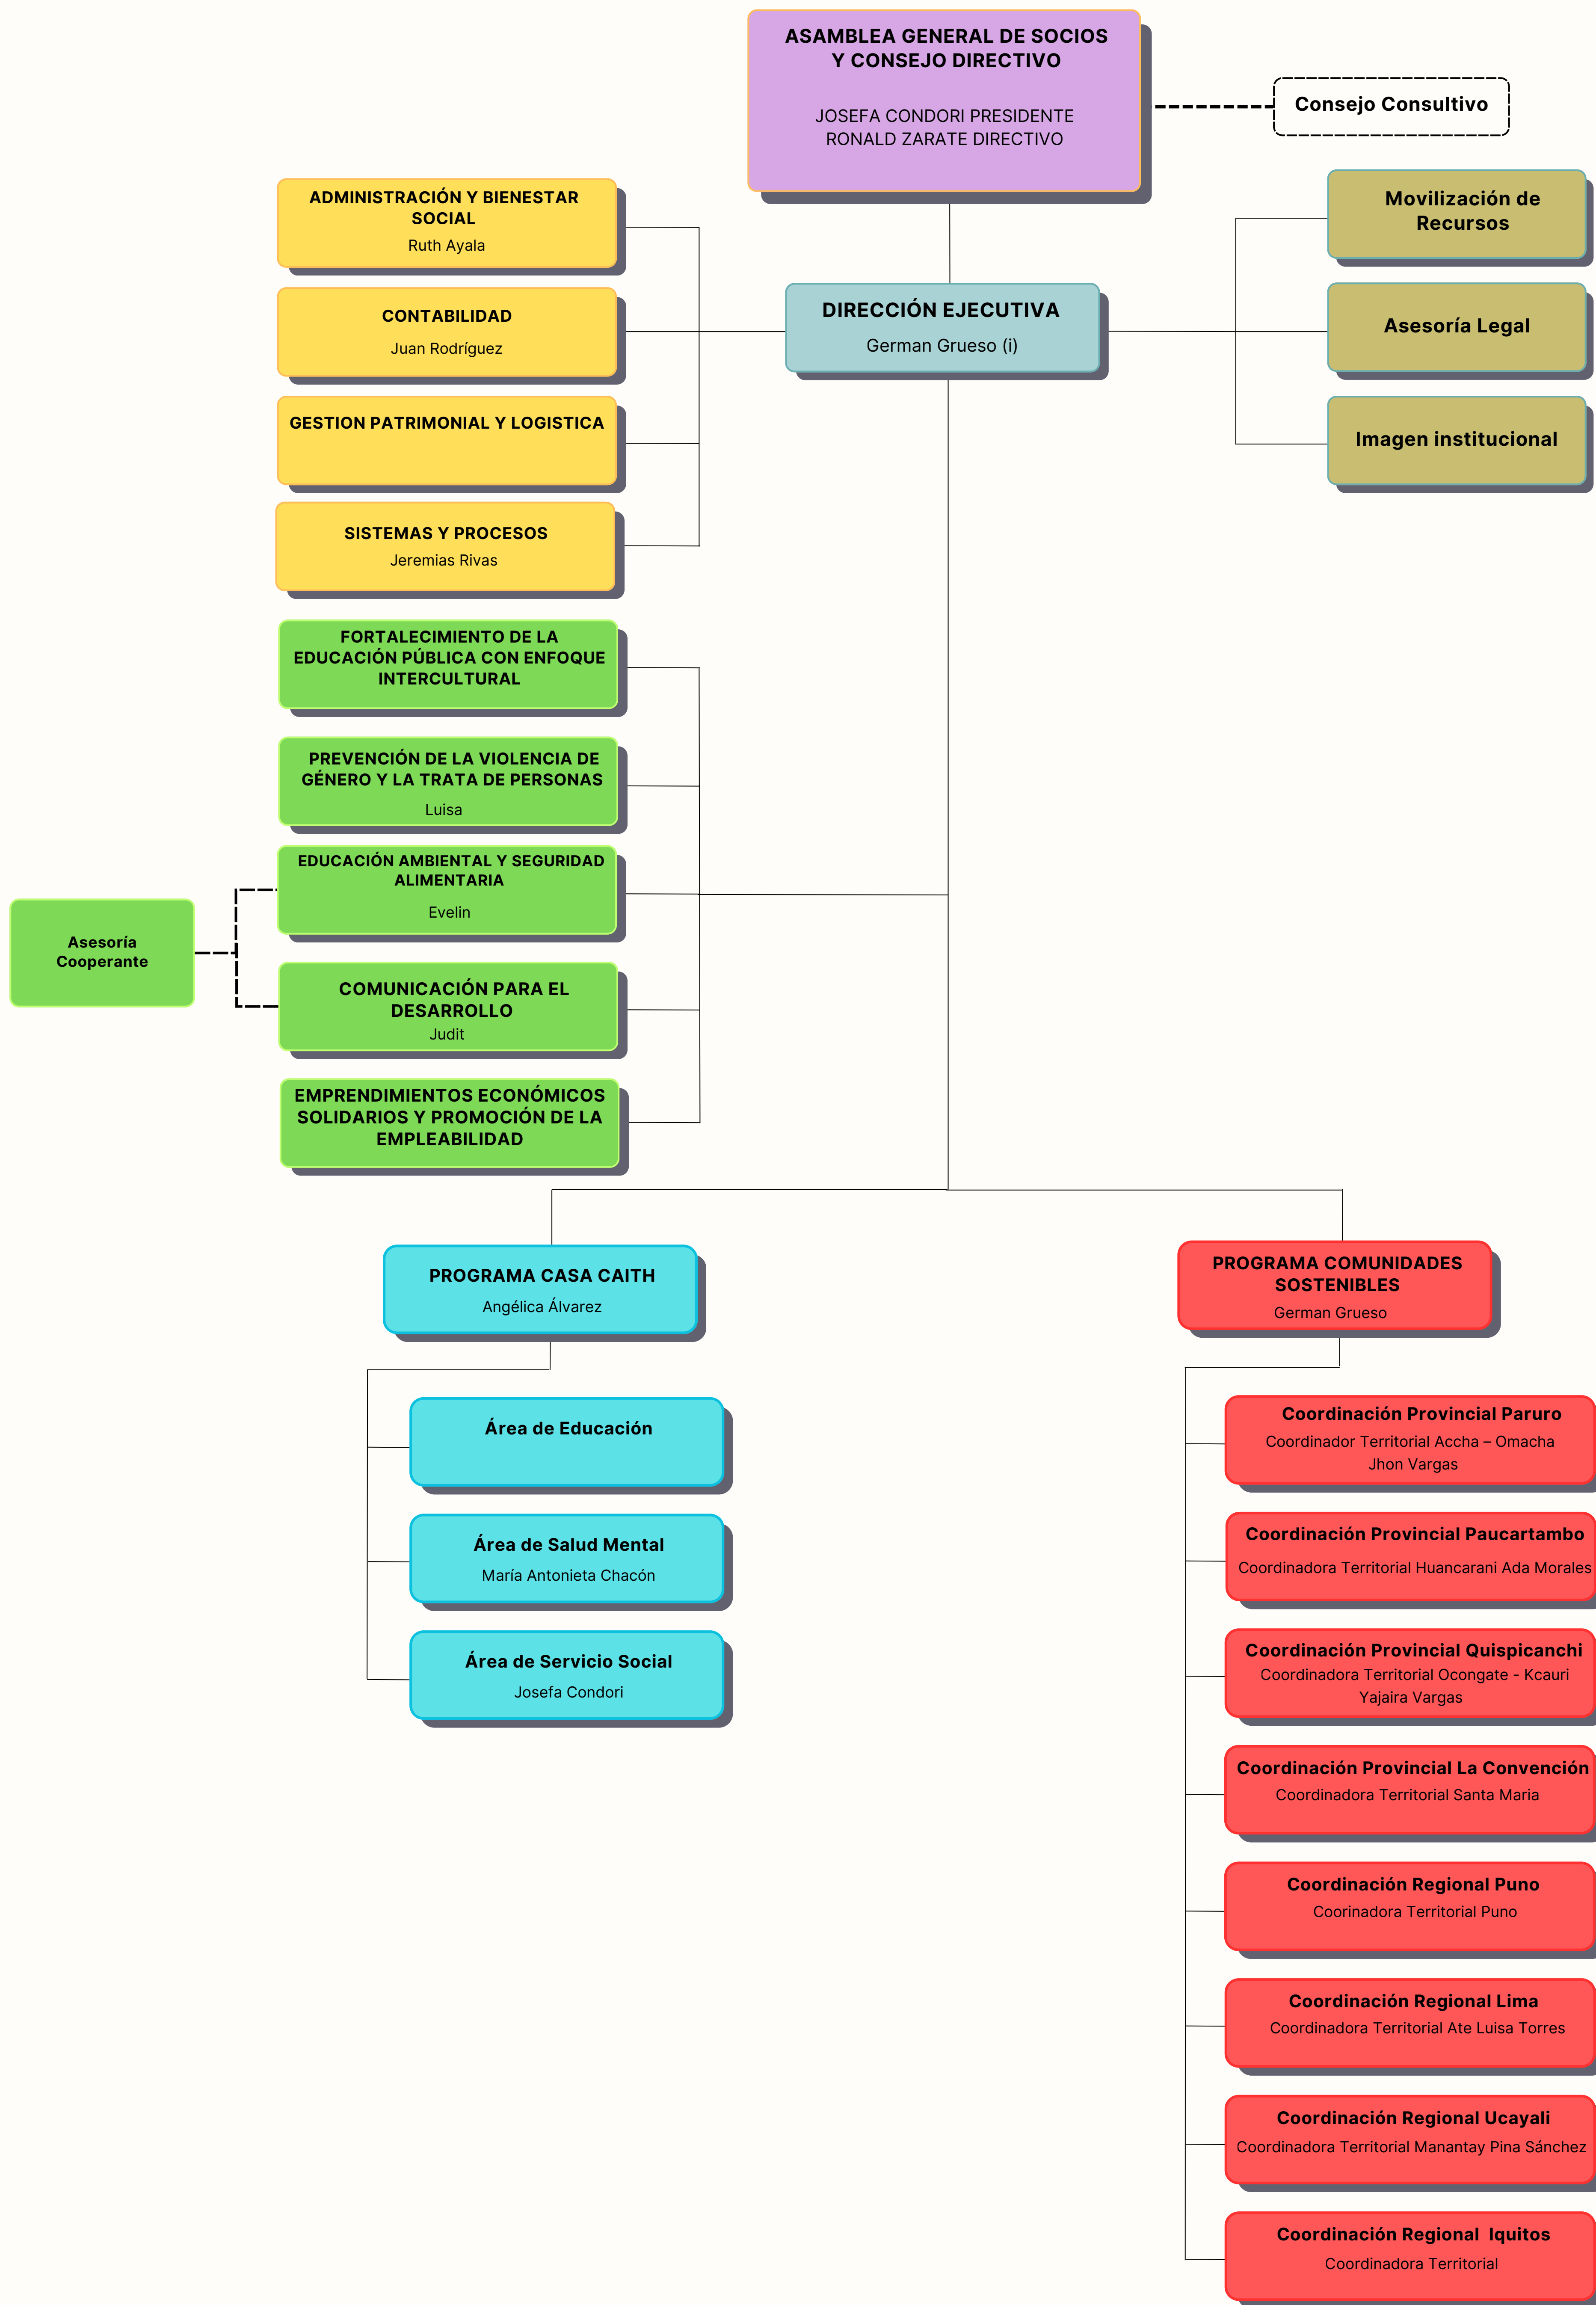 ASAMBLEA GENERAL DE SOCIOS
Y CONSEJO DIRECTIVO
JOSEFA CONDORI PRESIDENTE
RONALD ZARATE DIRECTIVO
Consejo Consultivo
ADMINISTRACIÓN Y BIENESTAR
SOCIAL
Ruth Ayala
CONTABILIDAD
Juan Rodríguez
GESTION PATRIMONIAL Y LOGISTICA
SISTEMAS Y PROCESOS
Jeremias Rivas
DIRECCIÓN EJECUTIVA
German Grueso (i)
Movilización de
Recursos
Asesoría Legal
Imagen institucional
FORTALECIMIENTO DE LA
EDUCACIÓN PÚBLICA CON ENFOQUE
INTERCULTURAL
PREVENCIÓN DE LA VIOLENCIA DE
GÉNERO Y LA TRATA DE PERSONAS
Luisa
EDUCACIÓN AMBIENTAL Y SEGURIDAD
ALIMENTARIA
Evelin
Asesoría
Cooperante
COMUNICACIÓN PARA EL
DESARROLLO
Judit
EMPRENDIMIENTOS ECONÓMICOS
SOLIDARIOS Y PROMOCIÓN DE LA
EMPLEABILIDAD
PROGRAMA CASA CAITH
Angélica Álvarez
Área de Educación
Área de Salud Mental
María Antonieta Chacón
Área de Servicio Social
Josefa Condori
PROGRAMA COMUNIDADES
SOSTENIBLES
German Grueso
Coordinación Provincial Paruro
Coordinador Territorial Accha – Omacha
Jhon Vargas
Coordinación Provincial Paucartambo
Coordinadora Territorial Huancarani Ada Morales
Coordinación Provincial Quispicanchi
Coordinadora Territorial Ocongate - Kcauri
Yajaira Vargas
Coordinación Provincial La Convención
Coordinadora Territorial Santa Maria
Coordinación Regional Puno
Coorinadora Territorial Puno
Coordinación Regional Lima
Coordinadora Territorial Ate Luisa Torres
Coordinación Regional Ucayali
Coordinadora Territorial Manantay Pina Sánchez
Coordinación Regional  Iquitos
Coordinadora Territorial